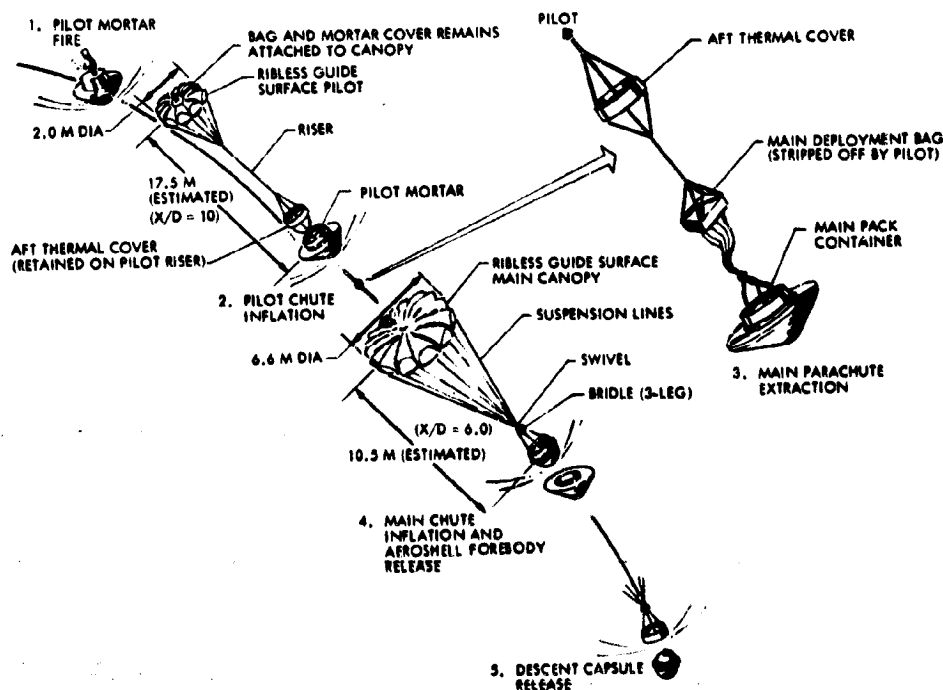 1. PILOT MORTAR
FIRE
BAG AND MORTAR COVER REMAINS
ATTACHED TO CANOPY
RIBLESS GUIDE
SURFACE PILOT
2.0 M DIA
RISER
17.5 M
(ESTIMATED)
(X/D = 10)
PILOT MORTAR
AFT THERMAL COVER
(RETAINED ON PILOT RISER)
2. PILOT CHUTE
INFLATION
PILOT
AFT THERMAL COVER
MAIN DEPLOYMENT BAG
(STRIPPED OFF BY PILOT)
MAIN PACK
CONTAINER
3. MAIN PARACHUTE
EXTRACTION
RIBLESS GUIDE SURFACE
MAIN CANOPY
6.6 M DIA
SUSPENSION LINES
SWIVEL
BRIDLE (3-LEG)
(X/D = 6.0)
10.5 M (ESTIMATED)
4. MAIN CHUTE
INFLATION AND
AEROSHELL FOREBODY
RELEASE
5. DESCENT CAPSULE
RELEASE